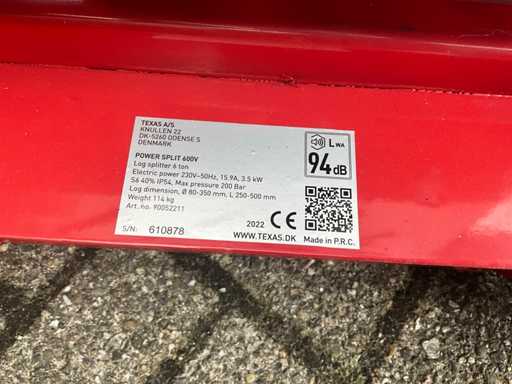 TEXAS A/S
KNULLEN 22
DK-5260 ODENSE S
DENMARK
POWER SPLIT 600V
Log splitter 6 ton
Electric power 230V~50Hz, 15.9A, 3.5 kW
S6 40% IP54, Max pressure 200 Bar
Log dimension, Ø 80-350 mm, L 250-500 mm
Weight 114 kg
Art. no. 90052211
S/N: 610878
2022 CE
WWW.TEXAS.DK
LWA
94dB
Made in P.R.C.